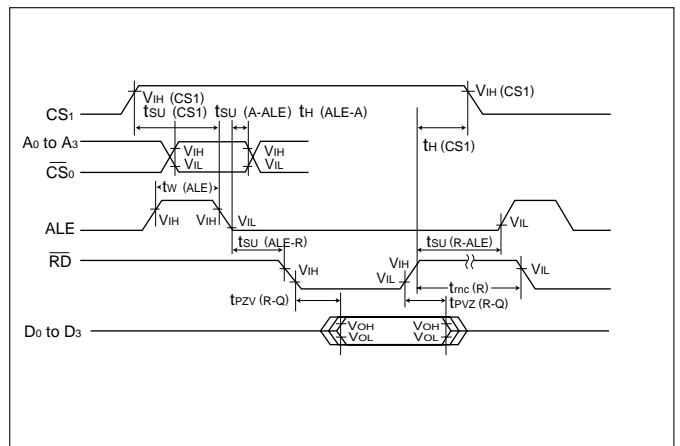 VIH (CS1) VIH (CS1)
CS1 tSU (CS1) tSU (A-ALE) tH (ALE-A)
A0 to A3 VIH VIH tH (CS1)
CS0 VIL VIL
tW (ALE)
ALE VIH VIH VIL VIL
tSU (ALE-R) tSU (R-ALE)
RD VIH VIH
VIL VIL
trnc (R)
tPZV (R-Q) tPVZ (R-Q)
D0 to D3 VOH VOH
VOL VOL